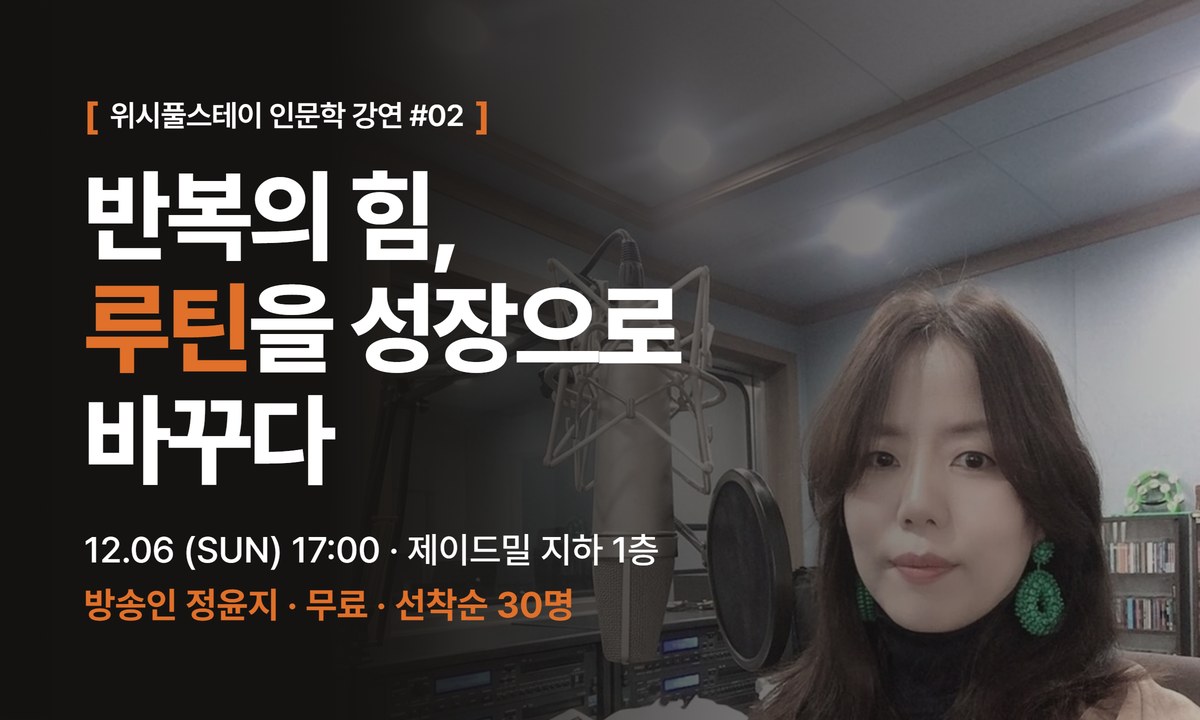 [ 위시풀스테이 인문학 강연 #02 ]
반복의 힘,
루틴을 성장으로
바꾸다
12.06 (SUN) 17:00 · 제이드밀 지하 1층
방송인 정윤지 · 무료 · 선착순 30명